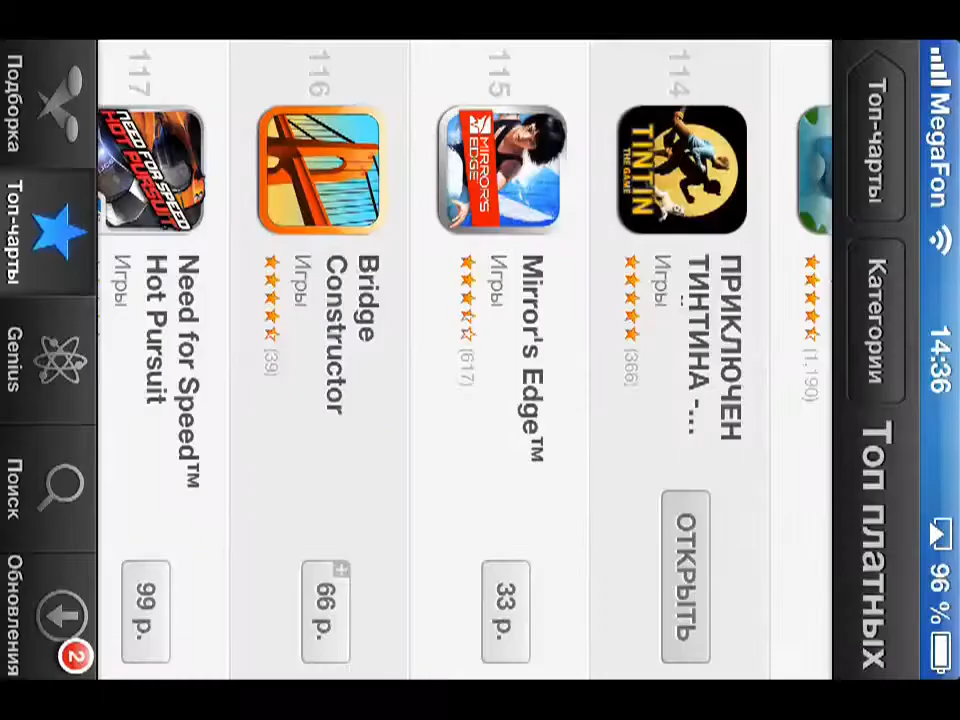 MegaFon 14:36 96 %
Топ-чарты Категории Топ платных
(1.190)
114
TINTIN
THE GAME
ПРИКЛЮЧЕН
ТИНТИНА -...
Игры
(366)
ОТКРЫТЬ
115
MIRROR'S
EDGE
Mirror's Edge™
Игры
(617)
33 р.
116
Bridge
Constructor
Игры
(39)
66 р.
117
NEED FOR SPEED
HOT PURSUIT
Need for Speed™
Hot Pursuit
Игры
99 р.
2
Подборка Топ-чарты Genius Поиск Обновления